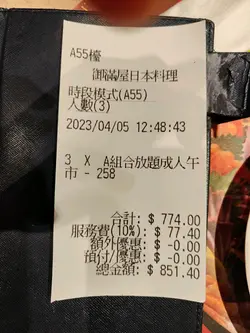 A55檯
御滿屋日本料理
時段模式(A55)
人數(3)
2023/04/05 12:48:43
3 X A組合放題成人午
市 - 258
合計: $ 774.00
服務費(10%): $ 77.40
額外優惠: $ -0.00
預付/優惠: $ -0.00
總金額: $ 851.40